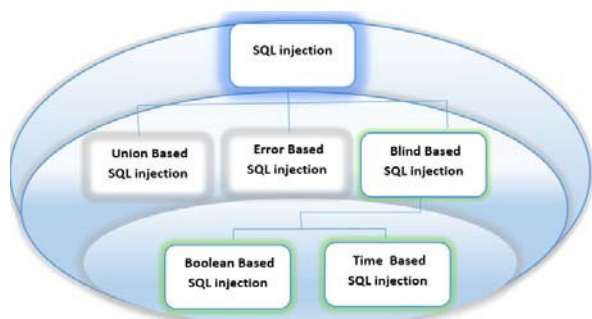 SQL injection
Union Based
SQL injection
Error Based
SQL injection
Blind Based
SQL injection
Boolean Based
SQL injection
Time Based
SQL injection